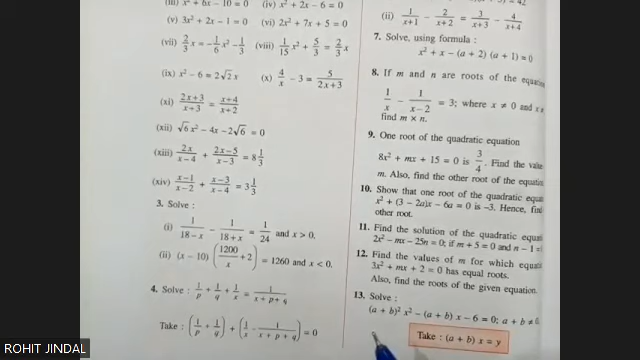 (iii) x² + 6x − 10 = 0 (iv) x² + 2x − 6 = 0
(v) 3x² + 2x − 1 = 0 (vi) 2x² + 7x + 5 = 0
(vii) 2/3 x = −1/6 x² − 1/3 (viii) 1/15 x² + 5/3 = 2/3 x
(ix) x² − 6 = 2√2 x (x) 4/x − 3 = 5/(2x+3)
(xi) (2x+3)/(x+3) = (x+4)/(x+2)
(xii) √6 x² − 4x − 2√6 = 0
(xiii) 2x/(x−4) + (2x−5)/(x−3) = 8 1/3
(xiv) (x−1)/(x−2) + (x−3)/(x−4) = 3 1/3
3. Solve :
(i) 1/(18−x) − 1/(18+x) = 1/24 and x > 0.
(ii) (x − 10) (1200/x + 2) = 1260 and x < 0.
4. Solve : 1/p + 1/q + 1/x = 1/(x+p+q)
Take : (1/p + 1/q) + (1/x − 1/(x+p+q)) = 0
= 42
(ii) 1/(x+1) − 2/(x+2) = 3/(x+3) − 4/(x+4)
7. Solve, using formula :
x² + x − (a + 2) (a + 1) = 0
8. If m and n are roots of the
1/x − 1/(x−2) = 3; where x ≠ 0 and
find m × n.
9. One root of the quadratic equation
8x² + mx + 15 = 0 is 3/4. Find the
m. Also, find the other root of the
10. Show that one root of the quadratic
x² + (3 − 2a)x − 6a = 0 is −3. Hence,
other root.
11. Find the solution of the quadratic
2x² − mx − 25n = 0; if m + 5 = 0 and n − 1 =
12. Find the values of m for which
3x² + mx + 2 = 0 has equal roots.
Also, find the roots of the given equation.
13. Solve :
(a + b)² x² − (a + b) x − 6 = 0; a + b ≠ 0
Take : (a + b) x = y
ROHIT JINDAL